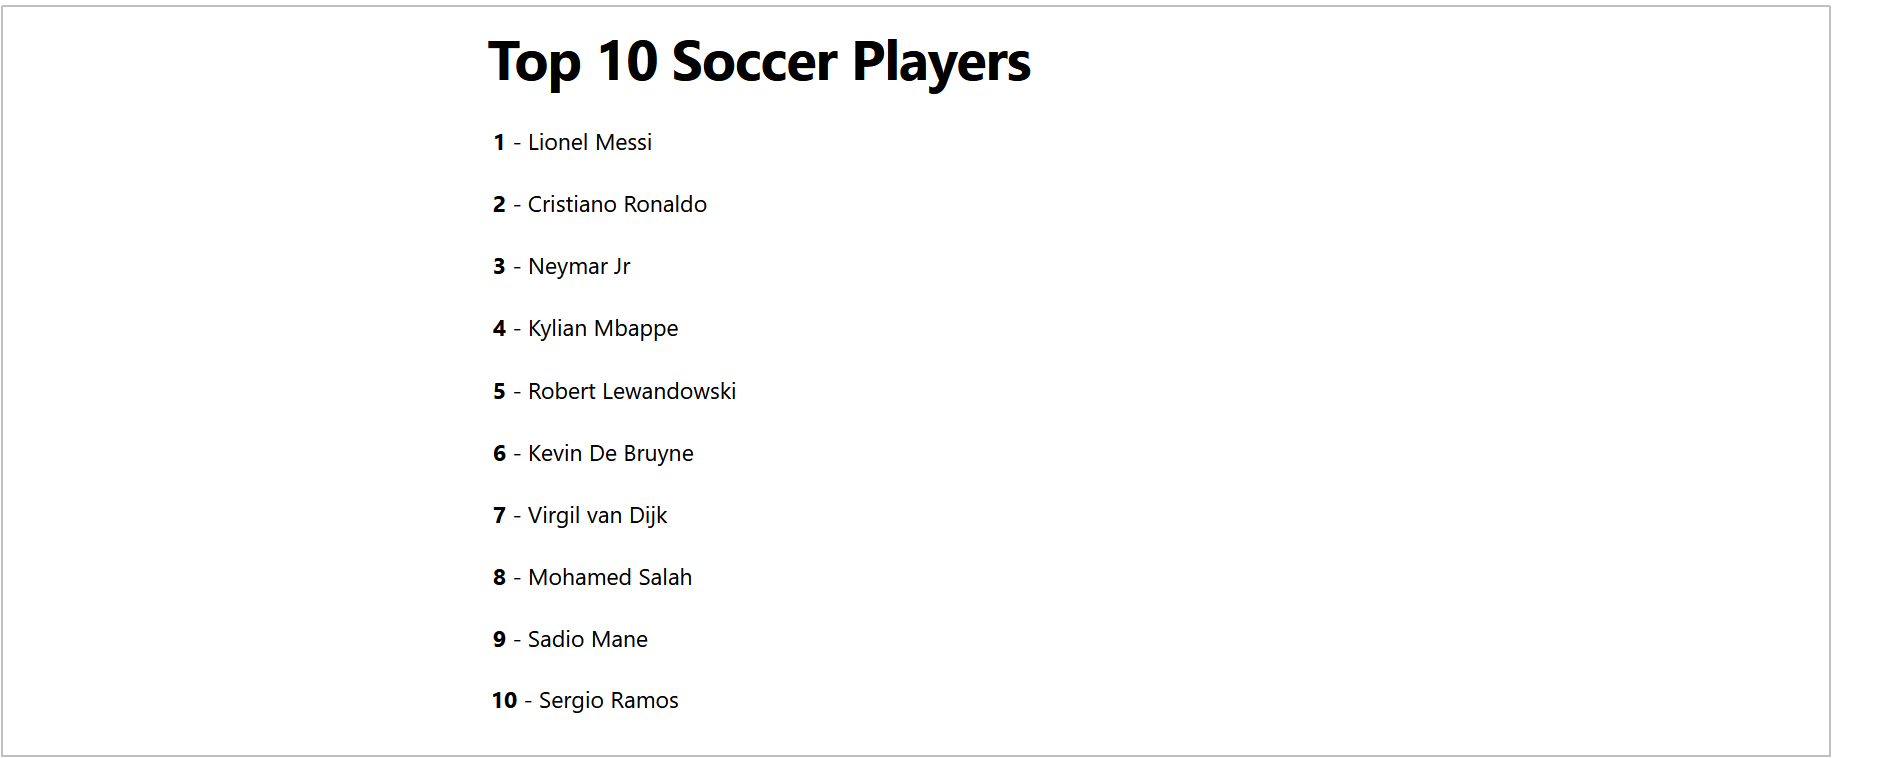 Top 10 Soccer Players
1 - Lionel Messi
2 - Cristiano Ronaldo
3 - Neymar Jr
4 - Kylian Mbappe
5 - Robert Lewandowski
6 - Kevin De Bruyne
7 - Virgil van Dijk
8 - Mohamed Salah
9 - Sadio Mane
10 - Sergio Ramos